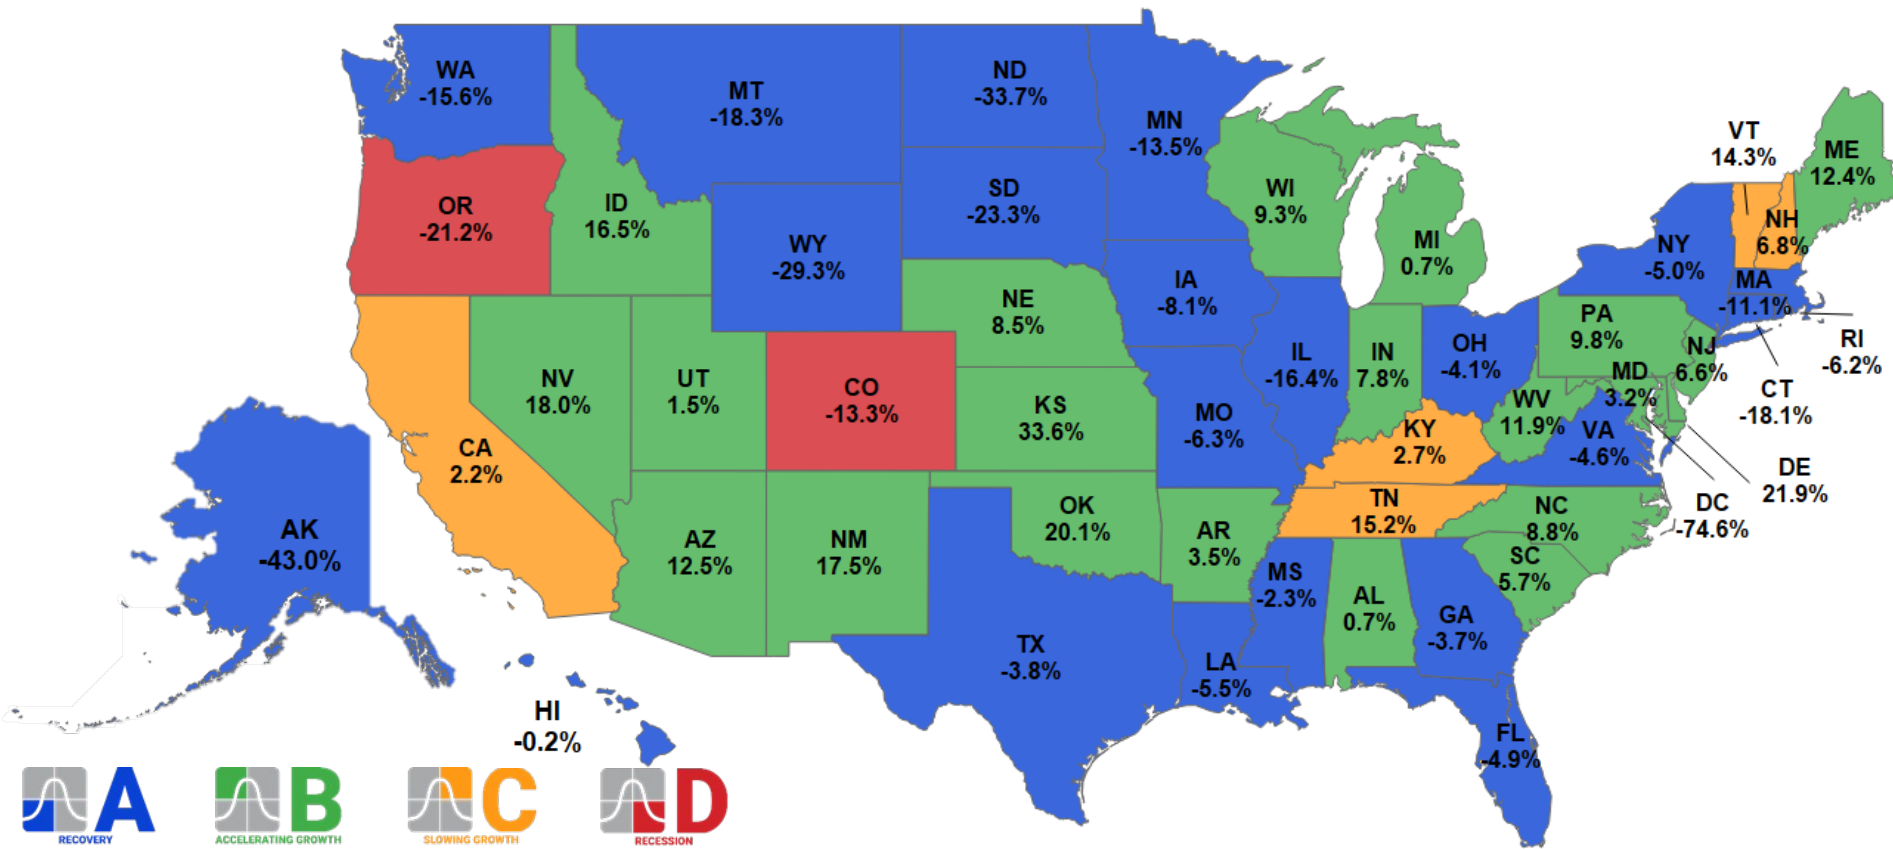 WA
-15.6%
MT
-18.3%
ND
-33.7%
MN
-13.5%
VT
14.3%
ME
12.4%
OR
-21.2%
ID
16.5%
WY
-29.3%
SD
-23.3%
WI
9.3%
MI
0.7%
NY
-5.0%
NH
6.8%
MA
-11.1%
RI
-6.2%
CT
-18.1%
NE
8.5%
IA
-8.1%
IL
-16.4%
IN
7.8%
OH
-4.1%
PA
9.8%
NJ
6.6%
MD
3.2%
DE
21.9%
DC
-74.6%
NV
18.0%
UT
1.5%
CO
-13.3%
KS
33.6%
MO
-6.3%
KY
2.7%
WV
11.9%
VA
-4.6%
CA
2.2%
AZ
12.5%
NM
17.5%
OK
20.1%
AR
3.5%
TN
15.2%
NC
8.8%
SC
5.7%
AK
-43.0%
HI
-0.2%
TX
-3.8%
LA
-5.5%
MS
-2.3%
AL
0.7%
GA
-3.7%
FL
-4.9%
A
RECOVERY
B
ACCELERATING GROWTH
C
SLOWING GROWTH
D
RECESSION